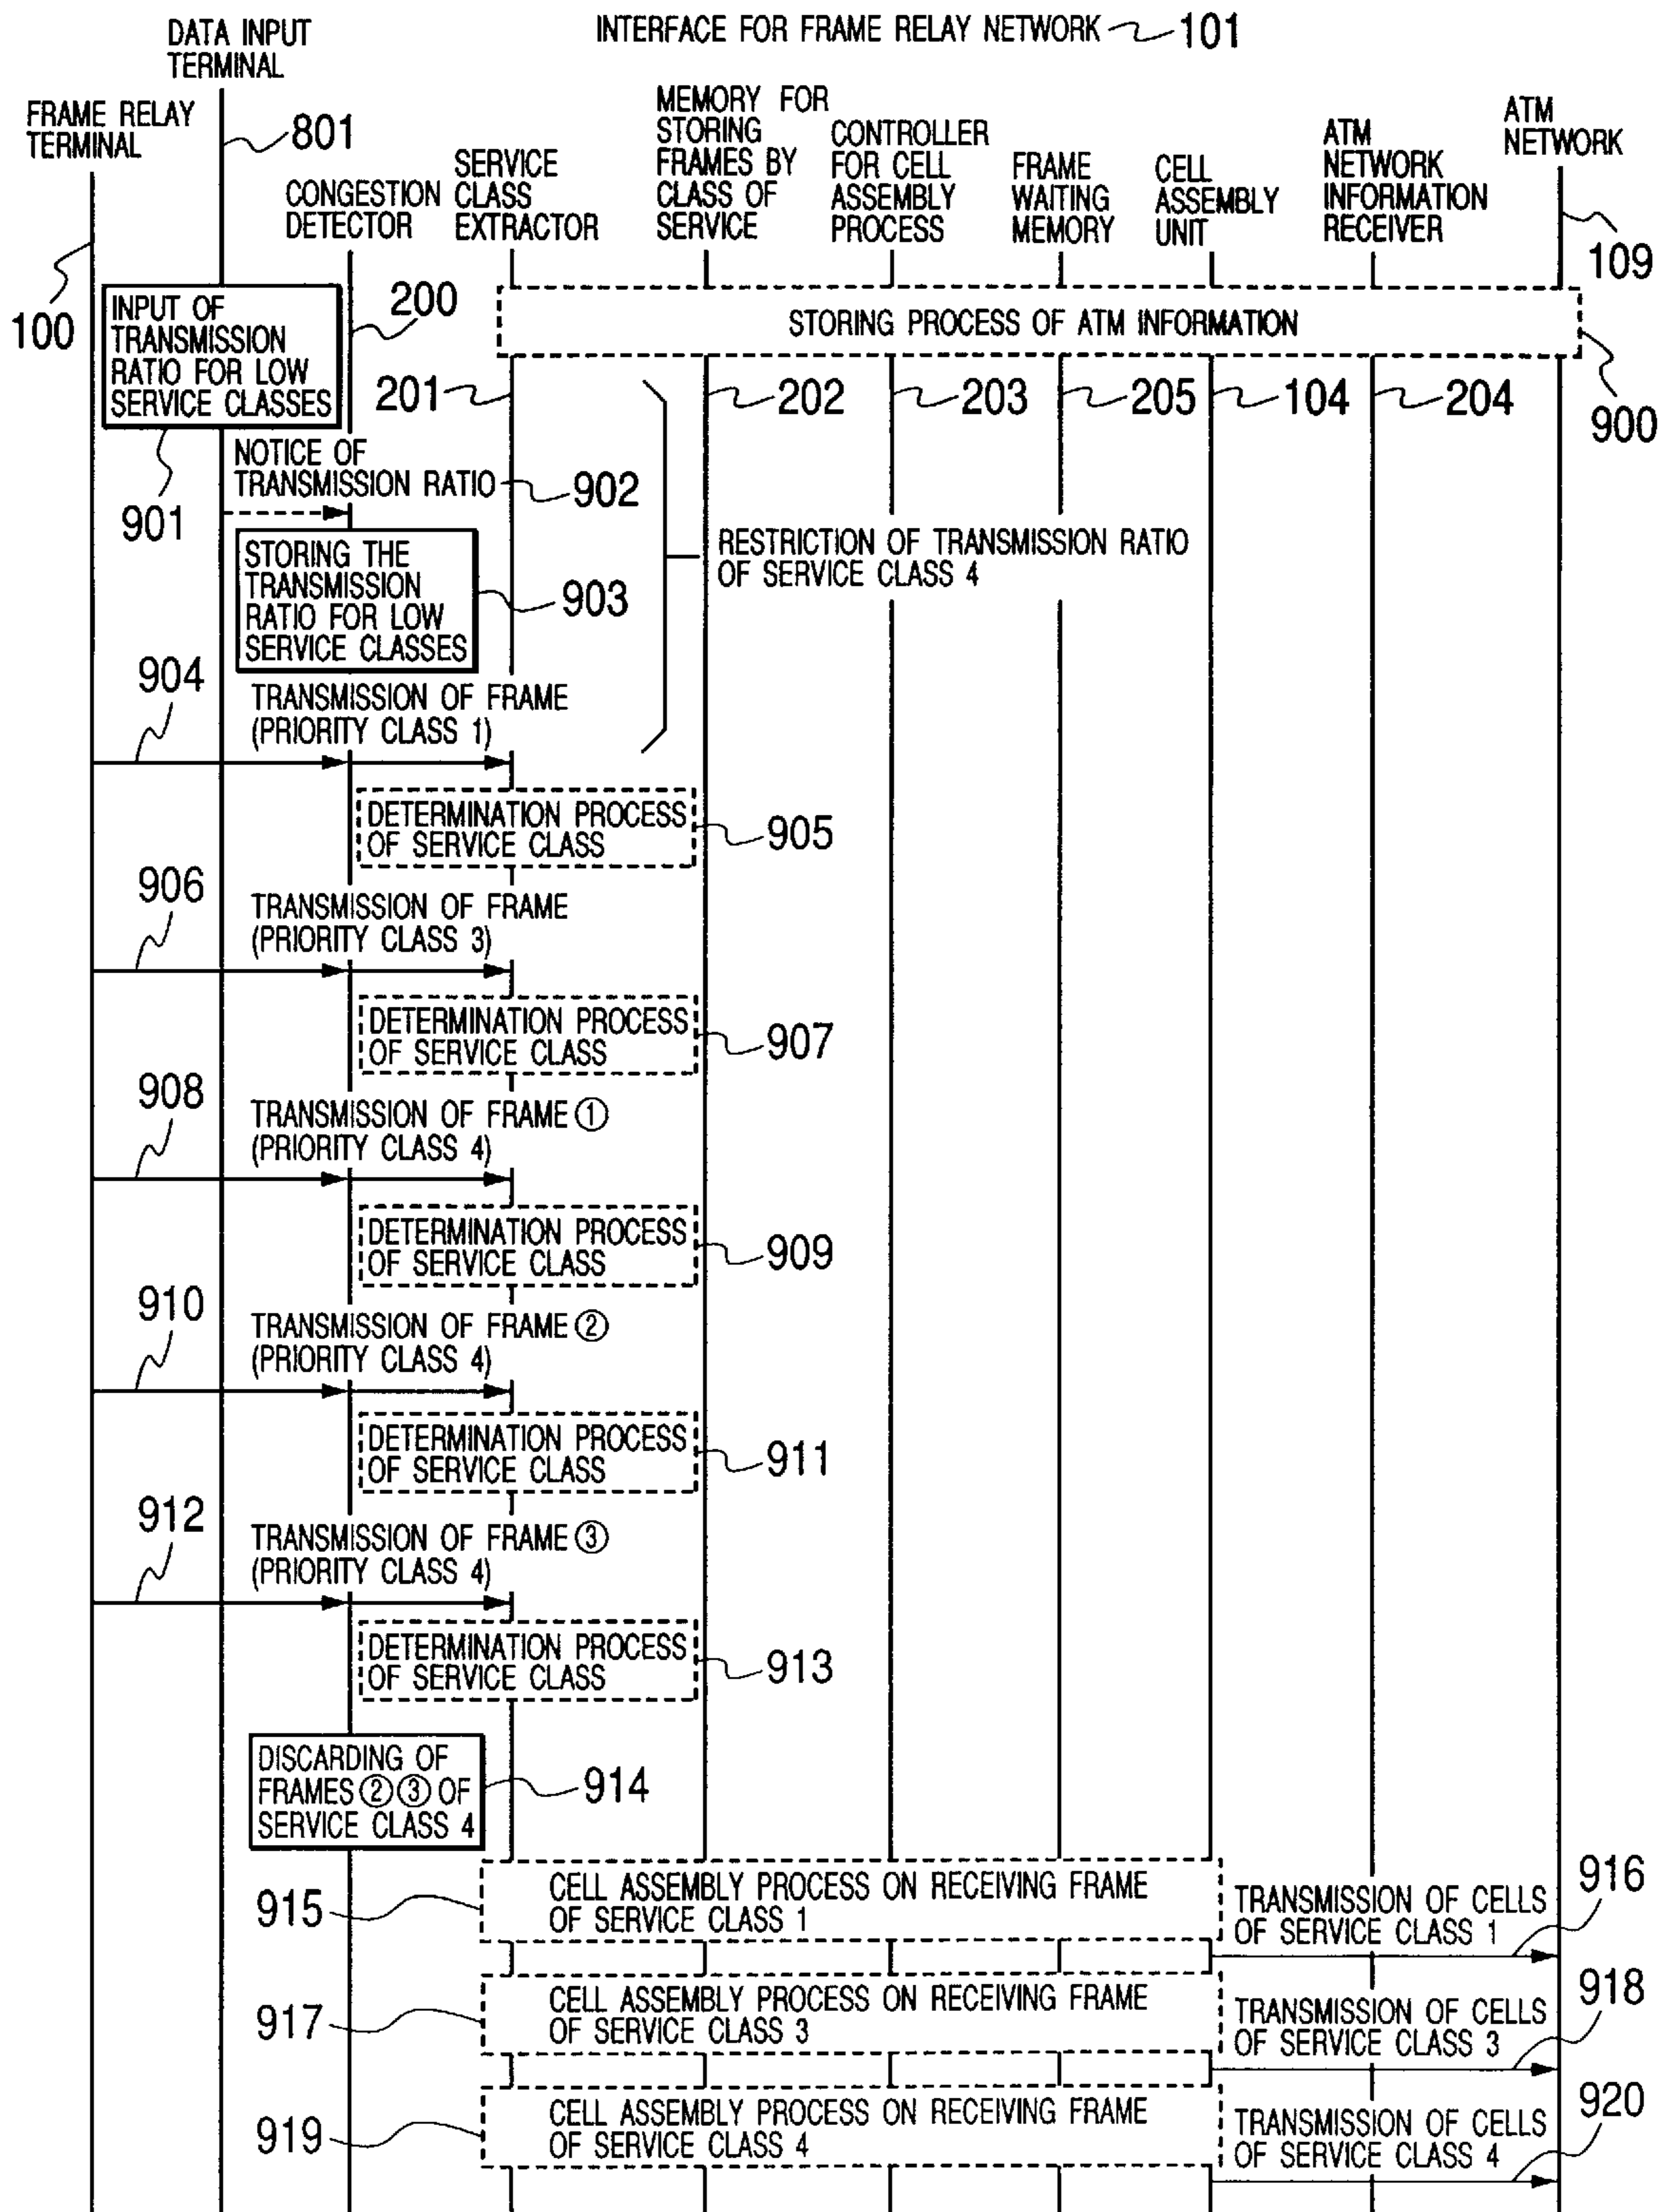 INTERFACE FOR FRAME RELAY NETWORK 101
DATA INPUT
TERMINAL
FRAME RELAY
TERMINAL
801
CONGESTION
DETECTOR
SERVICE
CLASS
EXTRACTOR
MEMORY FOR
STORING
FRAMES BY
CLASS OF
SERVICE
CONTROLLER
FOR CELL
ASSEMBLY
PROCESS
FRAME
WAITING
MEMORY
CELL
ASSEMBLY
UNIT
ATM
NETWORK
INFORMATION
RECEIVER
ATM
NETWORK
109
100
INPUT OF
TRANSMISSION
RATIO FOR LOW
SERVICE CLASSES
200
STORING PROCESS OF ATM INFORMATION
900
201
202
203
205
104
204
901
NOTICE OF
TRANSMISSION RATIO
902
STORING THE
TRANSMISSION
RATIO FOR LOW
SERVICE CLASSES
903
RESTRICTION OF TRANSMISSION RATIO
OF SERVICE CLASS 4
904
TRANSMISSION OF FRAME
(PRIORITY CLASS 1)
DETERMINATION PROCESS
OF SERVICE CLASS
905
906
TRANSMISSION OF FRAME
(PRIORITY CLASS 3)
DETERMINATION PROCESS
OF SERVICE CLASS
907
908
TRANSMISSION OF FRAME ①
(PRIORITY CLASS 4)
DETERMINATION PROCESS
OF SERVICE CLASS
909
910
TRANSMISSION OF FRAME ②
(PRIORITY CLASS 4)
DETERMINATION PROCESS
OF SERVICE CLASS
911
912
TRANSMISSION OF FRAME ③
(PRIORITY CLASS 4)
DETERMINATION PROCESS
OF SERVICE CLASS
913
DISCARDING OF
FRAMES ② ③ OF
SERVICE CLASS 4
914
915
CELL ASSEMBLY PROCESS ON RECEIVING FRAME
OF SERVICE CLASS 1
TRANSMISSION OF CELLS
OF SERVICE CLASS 1
916
917
CELL ASSEMBLY PROCESS ON RECEIVING FRAME
OF SERVICE CLASS 3
TRANSMISSION OF CELLS
OF SERVICE CLASS 3
918
919
CELL ASSEMBLY PROCESS ON RECEIVING FRAME
OF SERVICE CLASS 4
TRANSMISSION OF CELLS
OF SERVICE CLASS 4
920